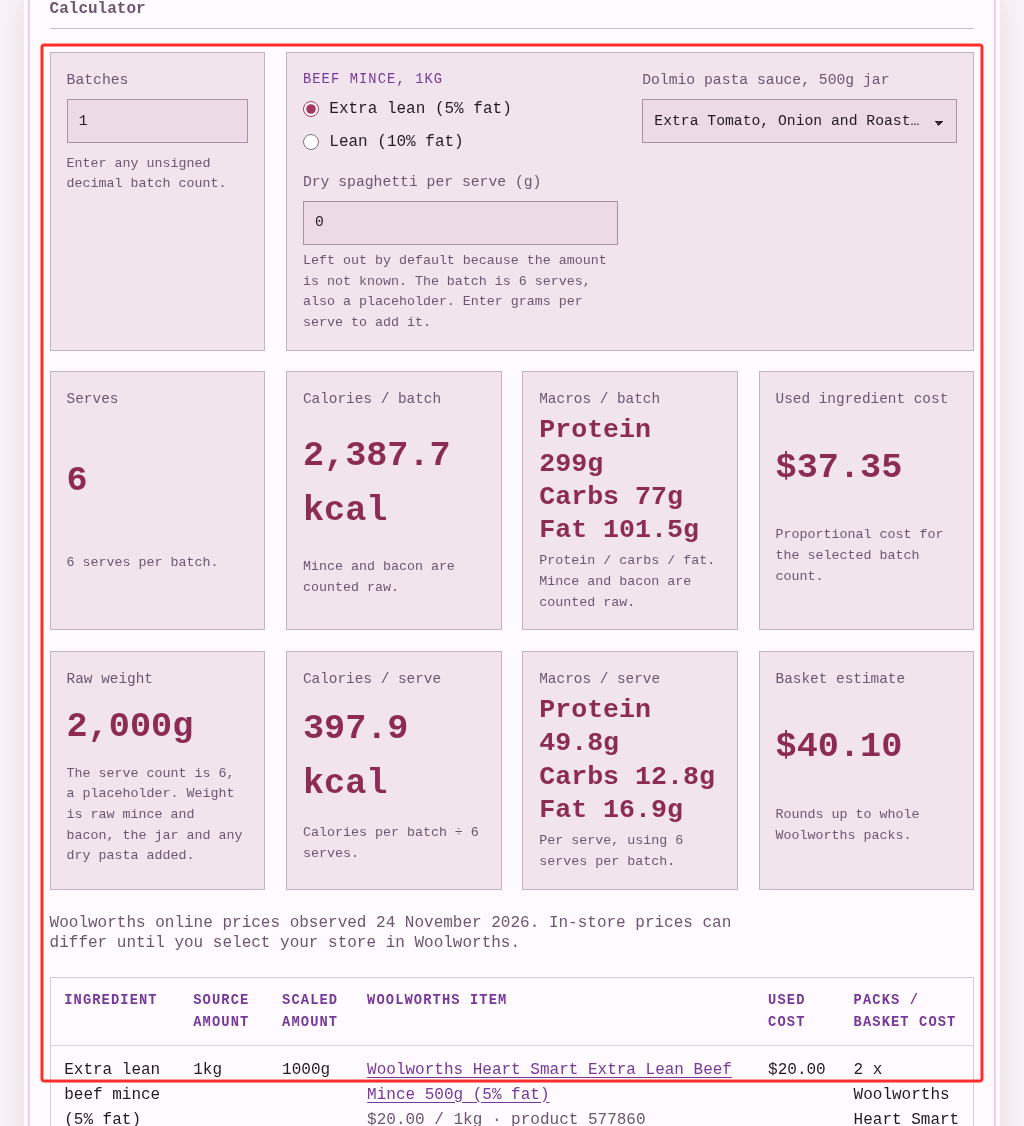 Calculator
Batches
1
Enter any unsigned
decimal batch count.
BEEF MINCE, 1KG
Extra lean (5% fat)
Lean (10% fat)
Dolmio pasta sauce, 500g jar
Extra Tomato, Onion and Roast…
Dry spaghetti per serve (g)
0
Left out by default because the amount
is not known. The batch is 6 serves,
also a placeholder. Enter grams per
serve to add it.
Serves
6
6 serves per batch.
Calories / batch
2,387.7
kcal
Mince and bacon are
counted raw.
Macros / batch
Protein
299g
Carbs 77g
Fat 101.5g
Protein / carbs / fat.
Mince and bacon are
counted raw.
Used ingredient cost
$37.35
Proportional cost for
the selected batch
count.
Raw weight
2,000g
The serve count is 6,
a placeholder. Weight
is raw mince and
bacon, the jar and any
dry pasta added.
Calories / serve
397.9
kcal
Calories per batch ÷ 6
serves.
Macros / serve
Protein
49.8g
Carbs 12.8g
Fat 16.9g
Per serve, using 6
serves per batch.
Basket estimate
$40.10
Rounds up to whole
Woolworths packs.
Woolworths online prices observed 24 November 2026. In-store prices can
differ until you select your store in Woolworths.
INGREDIENT SOURCE AMOUNT SCALED AMOUNT WOOLWORTHS ITEM USED COST PACKS / BASKET COST
Extra lean 1kg 1000g Woolworths Heart Smart Extra Lean Beef $20.00 2 x
beef mince Mince 500g (5% fat) Woolworths
(5% fat) $20.00 / 1kg · product 577860 Heart Smart